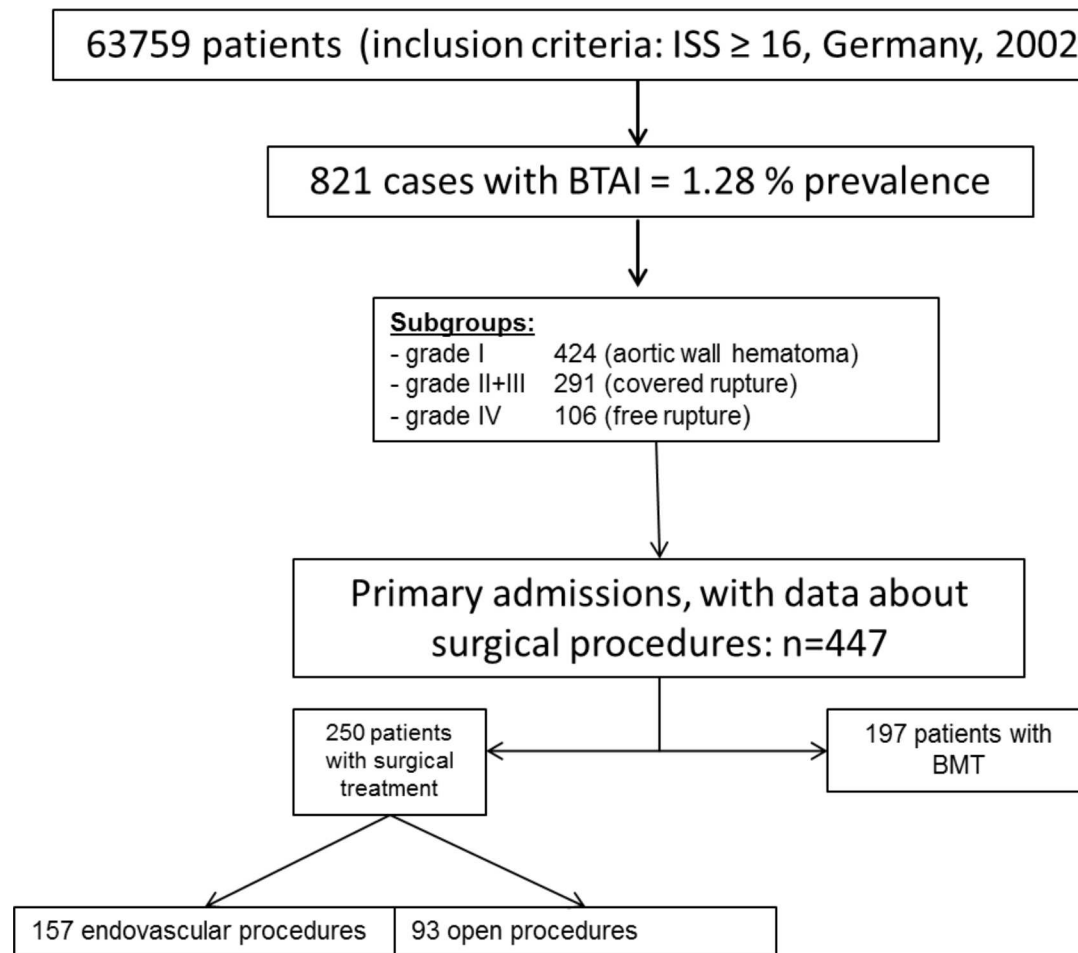 63759 patients (inclusion criteria: ISS ≥ 16, Germany, 2002
821 cases with BTAI = 1.28 % prevalence
Subgroups:
- grade I 424 (aortic wall hematoma)
- grade II+III 291 (covered rupture)
- grade IV 106 (free rupture)
Primary admissions, with data about
surgical procedures: n=447
250 patients
with surgical
treatment
197 patients with
BMT
157 endovascular procedures
93 open procedures